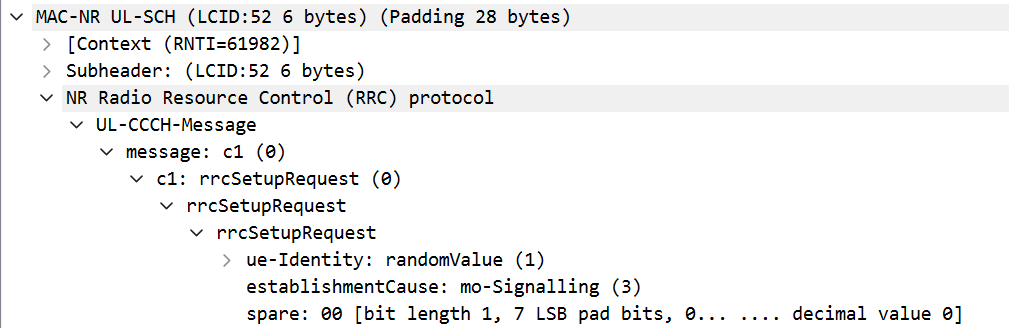 MAC-NR UL-SCH (LCID:52 6 bytes) (Padding 28 bytes)
[Context (RNTI=61982)]
Subheader: (LCID:52 6 bytes)
NR Radio Resource Control (RRC) protocol
UL-CCCH-Message
message: c1 (0)
c1: rrcSetupRequest (0)
rrcSetupRequest
rrcSetupRequest
ue-Identity: randomValue (1)
establishmentCause: mo-Signalling (3)
spare: 00 [bit length 1, 7 LSB pad bits, 0... .... decimal value 0]